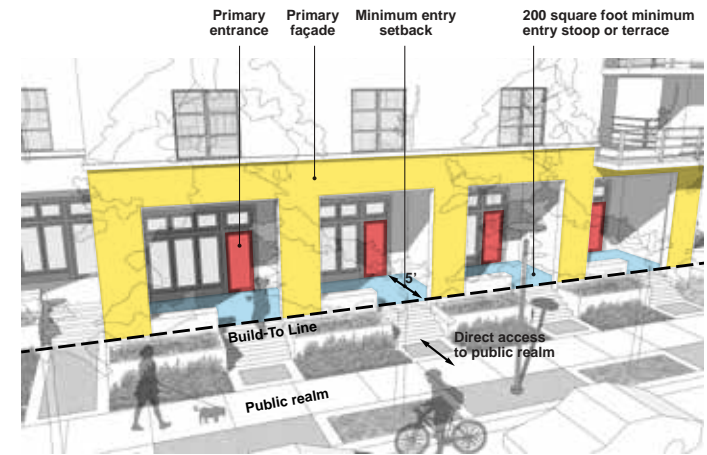 Primary
entrance
Primary
façade
Minimum entry
setback
200 square foot minimum
entry stoop or terrace
5'
Build-To Line
Direct access
to public realm
Public realm